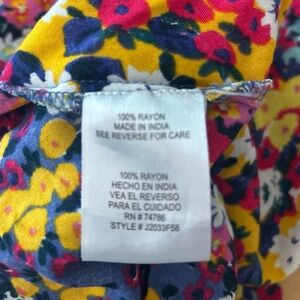 100% RAYON
MADE IN INDIA
SEE REVERSE FOR CARE
100% RAYON
HECHO EN INDIA
VEA EL REVERSO
PARA EL CUIDADO
RN # 74786
STYLE # J2033F58